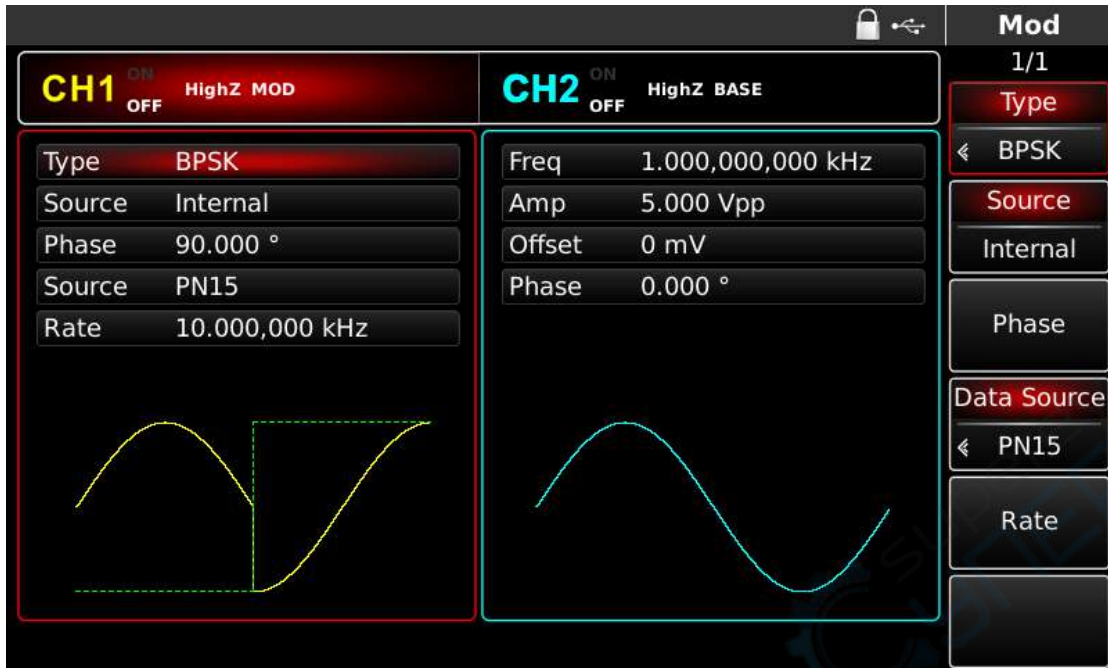 Mod
1/1
CH1 ON OFF HighZ MOD
CH2 ON OFF HighZ BASE
Type BPSK
Source Internal
Phase 90.000 °
Source PN15
Rate 10.000,000 kHz
Freq 1.000,000,000 kHz
Amp 5.000 Vpp
Offset 0 mV
Phase 0.000 °
Type
BPSK
Source
Internal
Phase
Data Source
PN15
Rate